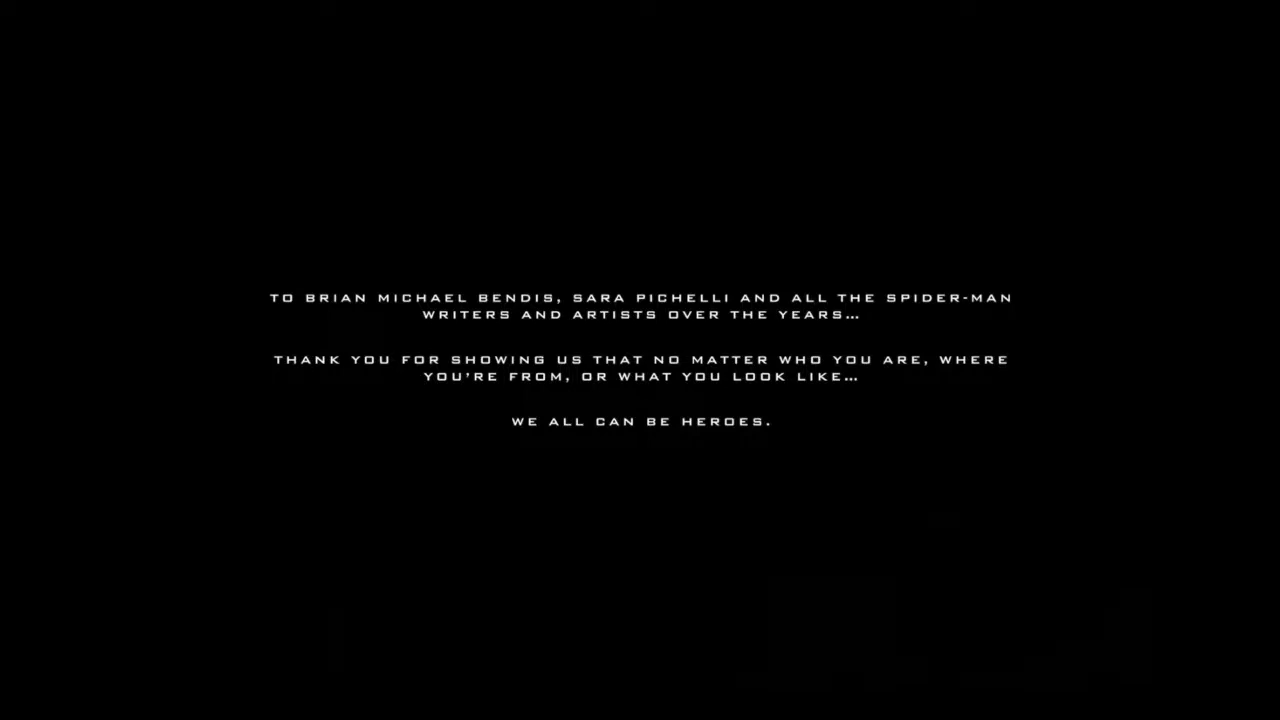 TO BRIAN MICHAEL BENDIS, SARA PICHELLI AND ALL THE SPIDER-MAN
WRITERS AND ARTISTS OVER THE YEARS...
THANK YOU FOR SHOWING US THAT NO MATTER WHO YOU ARE, WHERE
YOU'RE FROM, OR WHAT YOU LOOK LIKE...
WE ALL CAN BE HEROES.